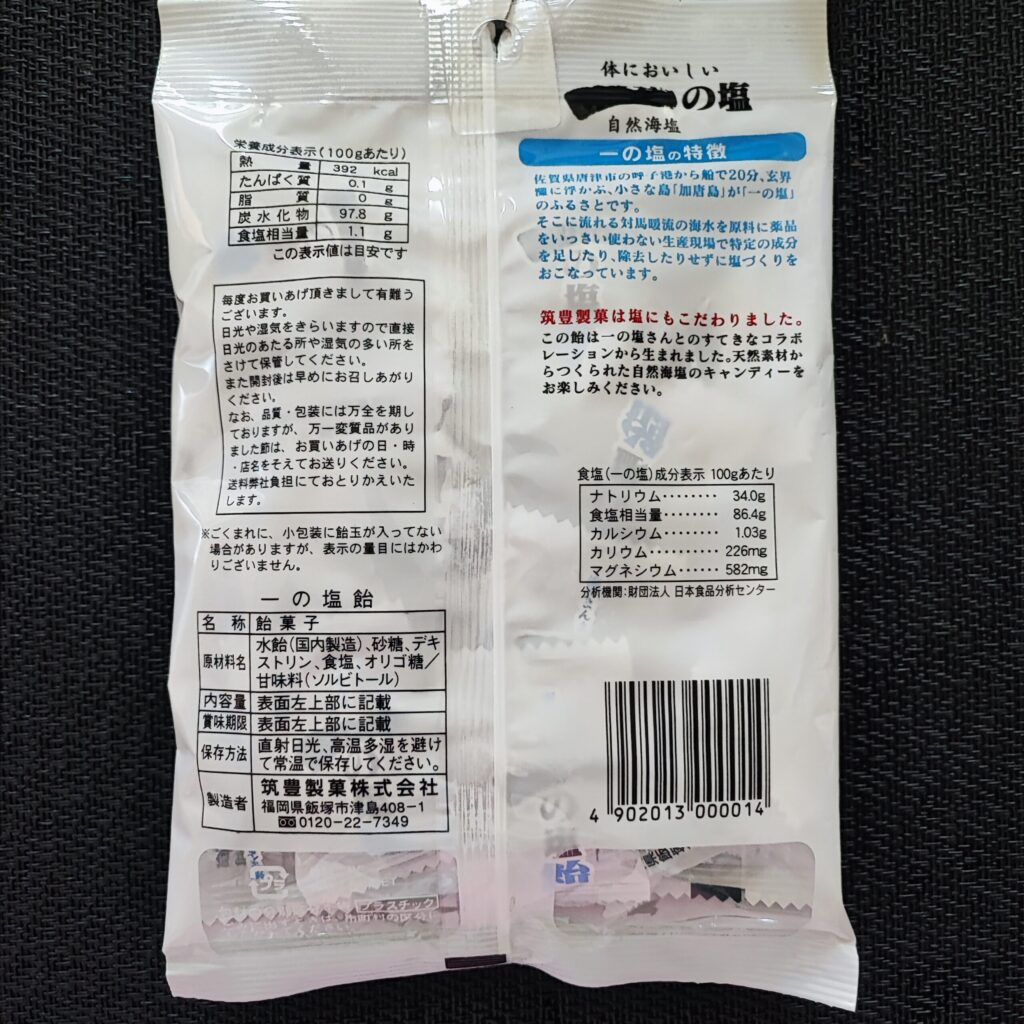 栄養成分表示(100gあたり)
熱量 392 kcal
たんぱく質 0.1 g
脂質 0 g
炭水化物 97.8 g
食塩相当量 1.1 g
この表示値は目安です
毎度お買いあげ頂きまして有難う
ございます。
日光や湿気をきらいますので直接
日光のあたる所や湿気の多い所を
さけて保管してください。
また開封後は早めにお召しあがり
ください。
なお、品質・包装には万全を期し
ておりますが、万一変質品があり
ました節は、お買いあげの日・時
・店名をそえてお送りください。
送料弊社負担にておとりかえいた
します。
※ごくまれに、小包装に飴玉が入ってない
場合がありますが、表示の量目にはかわ
りございません。
一の塩飴
名称 飴菓子
原材料名 水飴(国内製造)、砂糖、デキ
ストリン、食塩、オリゴ糖/
甘味料(ソルビトール)
内容量 表面左上部に記載
賞味期限 表面左上部に記載
保存方法 直射日光、高温多湿を避け
て常温で保存してください。
製造者 筑豊製菓株式会社
福岡県飯塚市津島408-1
0120-22-7349
プラ
プラスチック
体においしい
の塩
自然海塩
一の塩の特徴
佐賀県唐津市の呼子港から船で20分、玄界
灘に浮かぶ、小さな島「加唐島」が「一の塩」
のふるさとです。
そこに流れる対馬暖流の海水を原料に薬品
をいっさい使わない生産現場で特定の成分
を足したり、除去したりせずに塩づくりを
おこなっています。
筑豊製菓は塩にもこだわりました。
この飴は一の塩さんとのすてきなコラボ
レーションから生まれました。天然素材か
らつくられた自然海塩のキャンディーを
お楽しみください。
食塩(一の塩)成分表示 100gあたり
ナトリウム‥‥‥‥ 34.0g
食塩相当量‥‥‥‥ 86.4g
カルシウム‥‥‥‥ 1.03g
カリウム‥‥‥‥‥ 226mg
マグネシウム‥‥‥ 582mg
分析機関:財団法人 日本食品分析センター
4 902013 000014